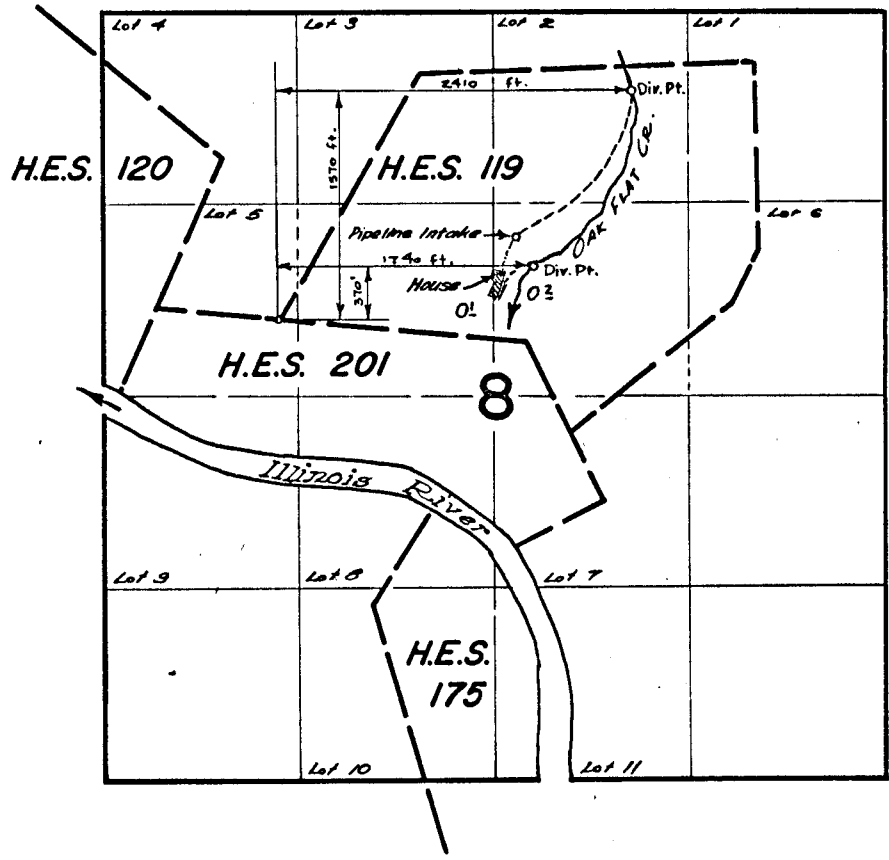 Lot 4
Lot 3
Lot 2
Lot 1
2410 ft.
Div. Pt.
1570 ft.
H.E.S. 120
H.E.S. 119
OAK FLAT CR.
Lot 5
Lot 6
Pipeline Intake
1740 ft.
Div. Pt.
House
370'
O1
O2
H.E.S. 201
8
Illinois River
Lot 9
Lot 8
Lot 7
H.E.S.
175
Lot 10
Lot 11